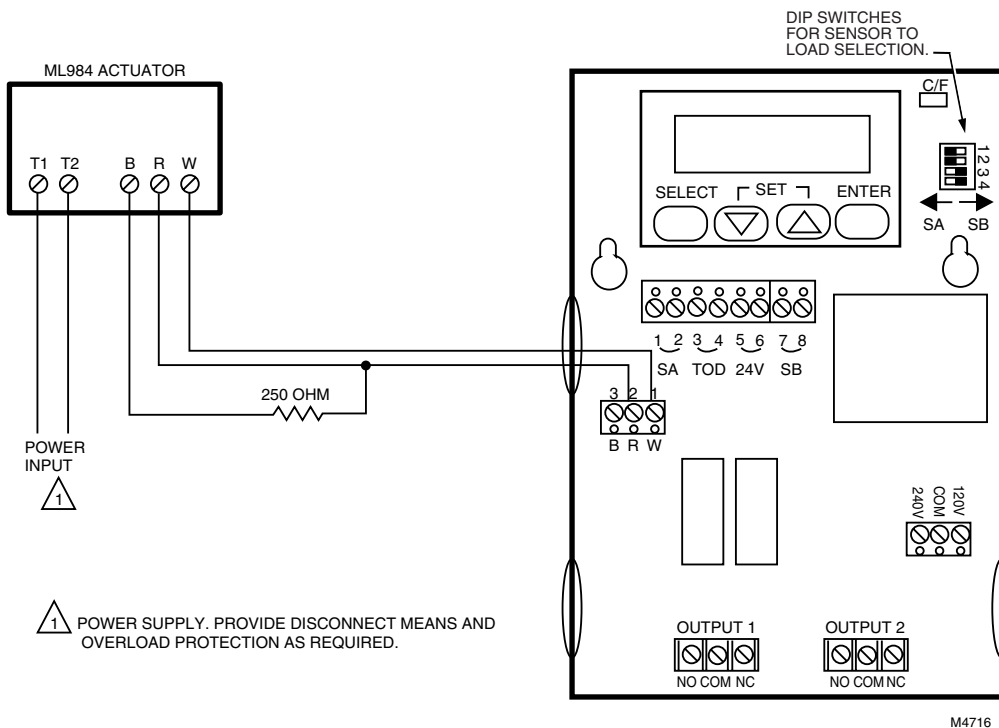 DIP SWITCHES
FOR SENSOR TO
LOAD SELECTION.
ML984 ACTUATOR
C/F
T1 T2 B R W
1
2
3
4
SELECT SET ENTER
SA SB
1 2 3 4 5 6 7 8
SA TOD 24V SB
250 OHM
3 2 1
B R W
POWER
INPUT
1
240V
COM
120V
1 POWER SUPPLY. PROVIDE DISCONNECT MEANS AND
OVERLOAD PROTECTION AS REQUIRED.
OUTPUT 1 OUTPUT 2
NO COM NC NO COM NC
M4716